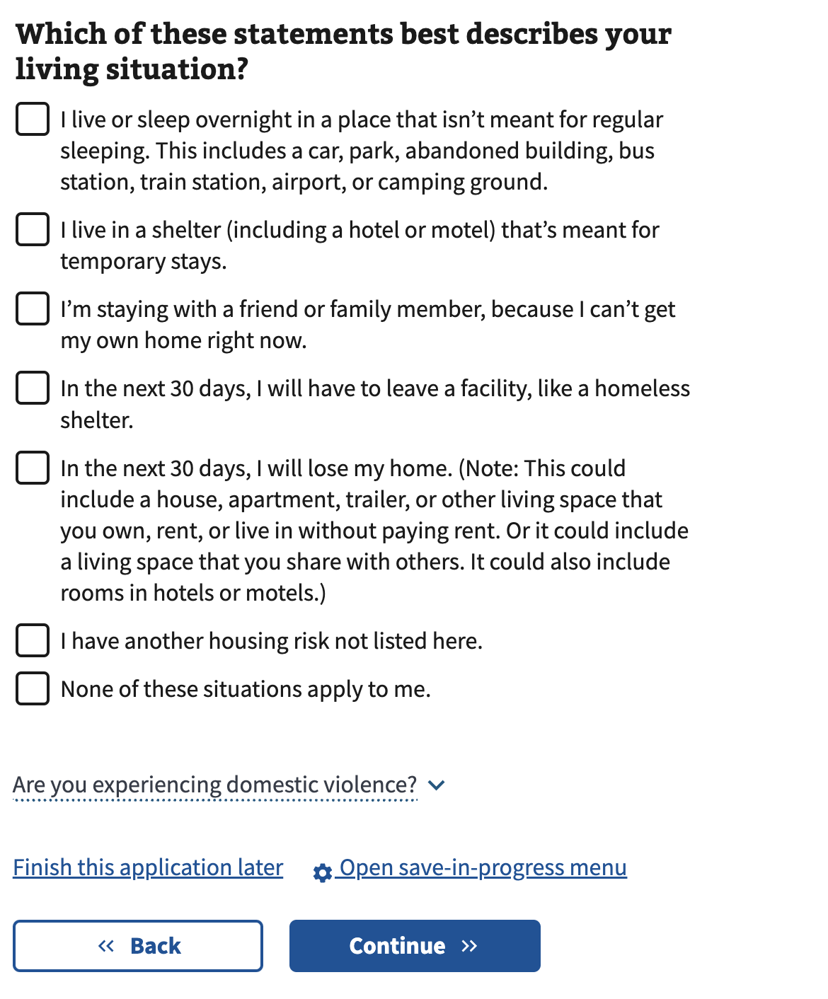 Which of these statements best describes your
living situation?
I live or sleep overnight in a place that isn’t meant for regular
sleeping. This includes a car, park, abandoned building, bus
station, train station, airport, or camping ground.
I live in a shelter (including a hotel or motel) that’s meant for
temporary stays.
I’m staying with a friend or family member, because I can’t get
my own home right now.
In the next 30 days, I will have to leave a facility, like a homeless
shelter.
In the next 30 days, I will lose my home. (Note: This could
include a house, apartment, trailer, or other living space that
you own, rent, or live in without paying rent. Or it could include
a living space that you share with others. It could also include
rooms in hotels or motels.)
I have another housing risk not listed here.
None of these situations apply to me.
Are you experiencing domestic violence?
Finish this application later Open save-in-progress menu
« Back Continue »